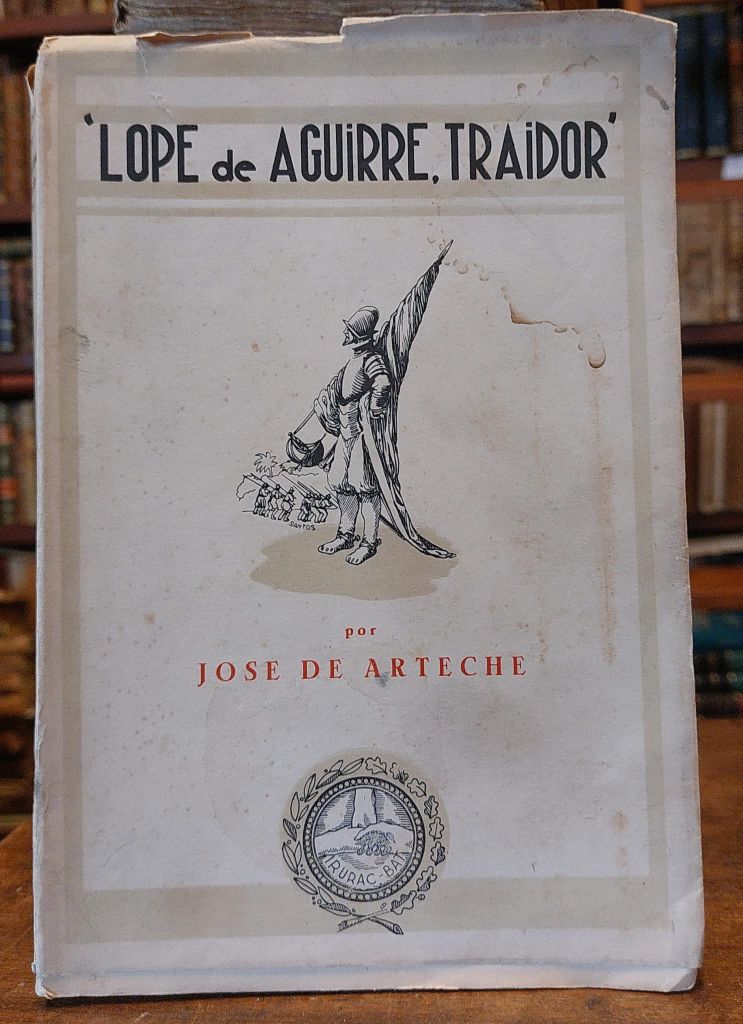 "LOPE de AGUiRRE, TRAiDOR"
SANTOS
por
JOSE DE ARTECHE
IRURAC-BAT